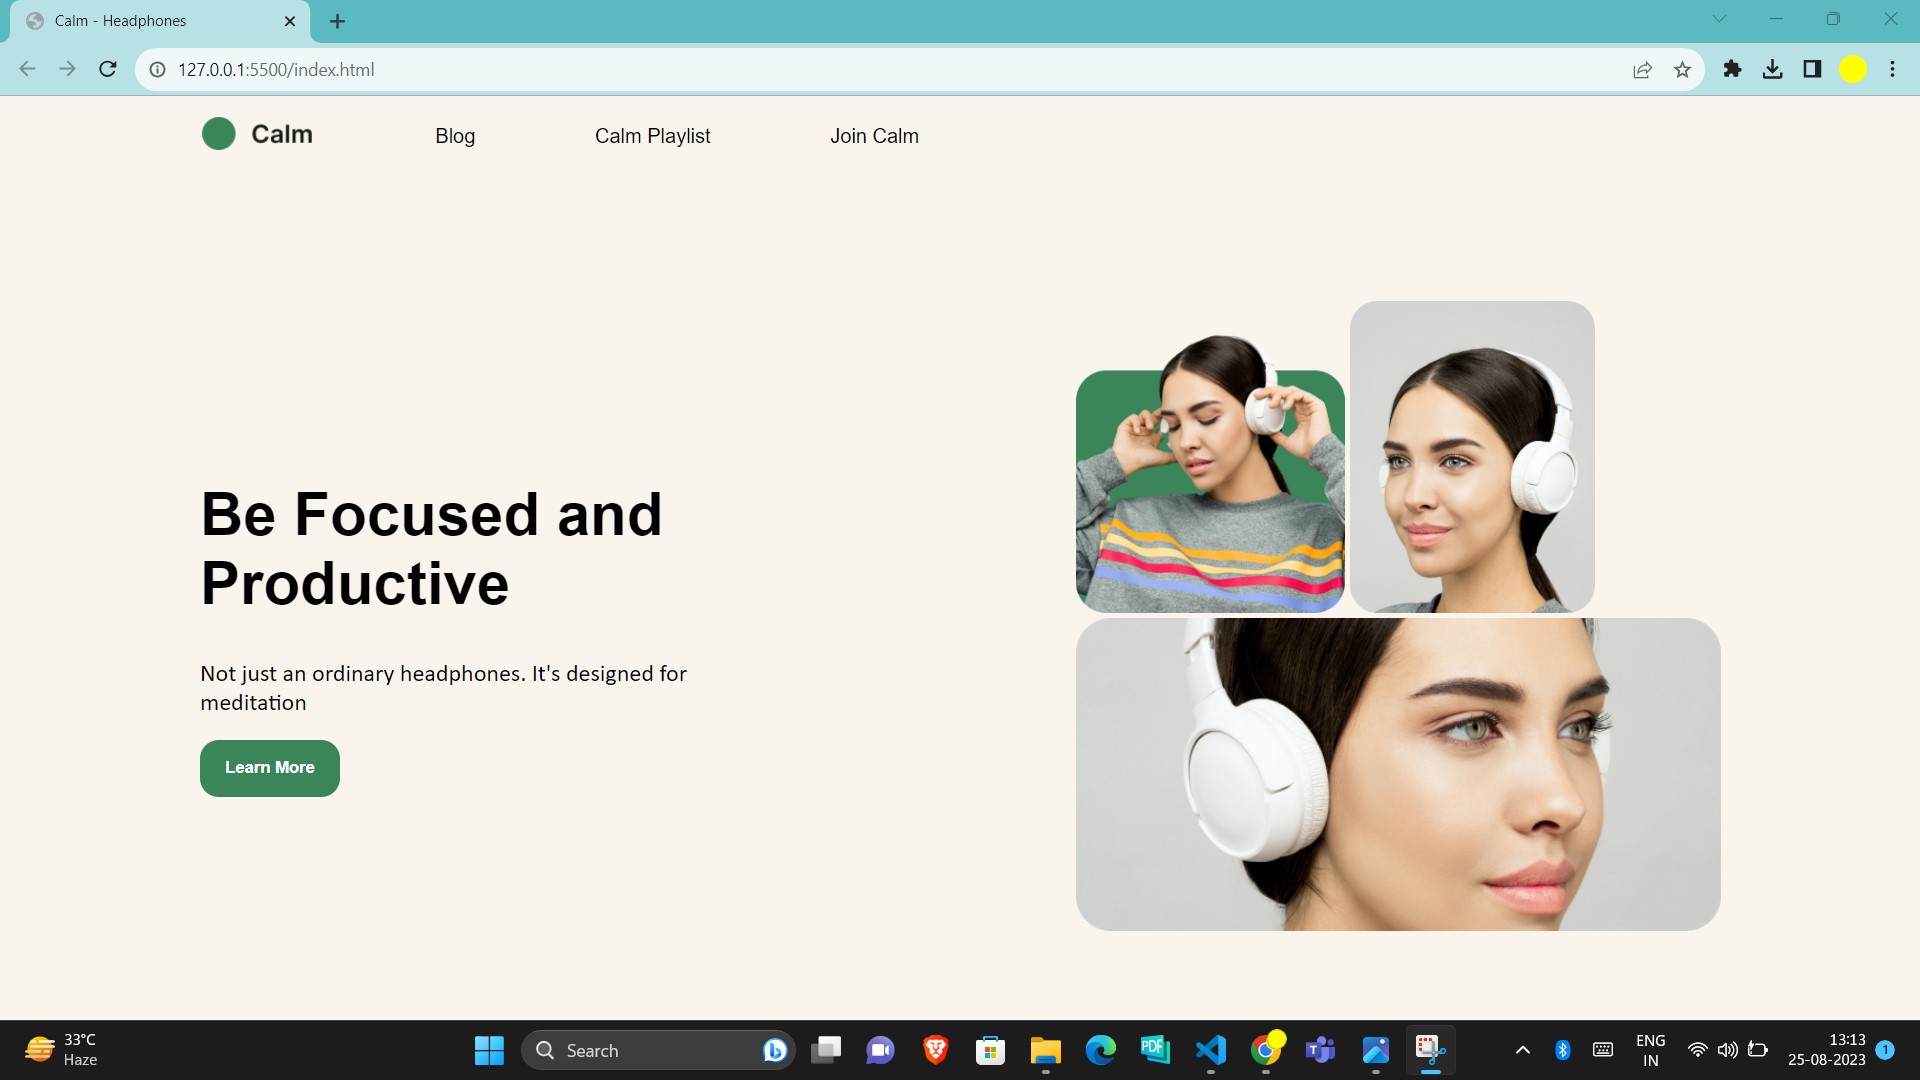 Calm - Headphones
127.0.0.1:5500/index.html
Calm
Blog
Calm Playlist
Join Calm
Be Focused and
Productive
Not just an ordinary headphones. It's designed for
meditation
Learn More
33°C
Haze
Search
PDF
ENG
IN
13:13
25-08-2023
1